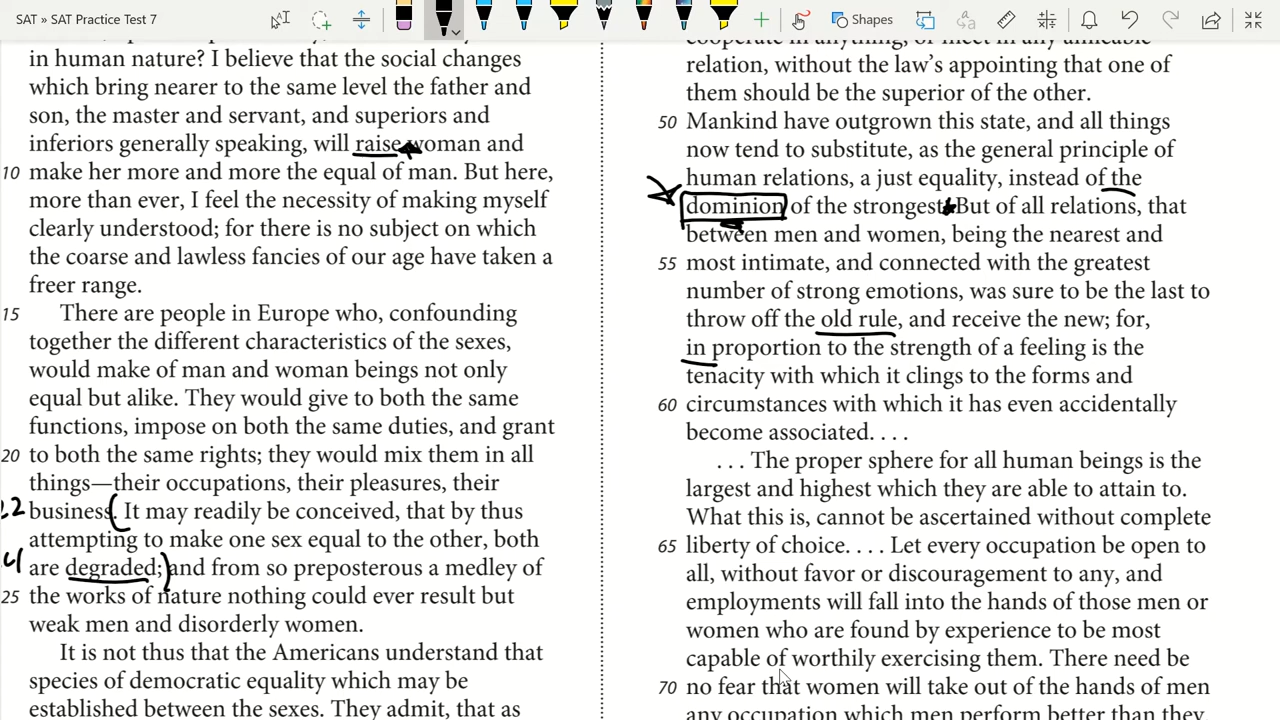 SAT » SAT Practice Test 7
Shapes
in human nature? I believe that the social changes
which bring nearer to the same level the father and
son, the master and servant, and superiors and
inferiors generally speaking, will raise woman and
10 make her more and more the equal of man. But here,
more than ever, I feel the necessity of making myself
clearly understood; for there is no subject on which
the coarse and lawless fancies of our age have taken a
freer range.
15 There are people in Europe who, confounding
together the different characteristics of the sexes,
would make of man and woman beings not only
equal but alike. They would give to both the same
functions, impose on both the same duties, and grant
20 to both the same rights; they would mix them in all
things—their occupations, their pleasures, their
22 business. It may readily be conceived, that by thus
attempting to make one sex equal to the other, both
are degraded; and from so preposterous a medley of
25 the works of nature nothing could ever result but
weak men and disorderly women.
It is not thus that the Americans understand that
species of democratic equality which may be
established between the sexes. They admit, that as
cooperate in anything, or meet in any amicable
relation, without the law's appointing that one of
them should be the superior of the other.
50 Mankind have outgrown this state, and all things
now tend to substitute, as the general principle of
human relations, a just equality, instead of the
dominion of the strongest. But of all relations, that
between men and women, being the nearest and
55 most intimate, and connected with the greatest
number of strong emotions, was sure to be the last to
throw off the old rule, and receive the new; for,
in proportion to the strength of a feeling is the
tenacity with which it clings to the forms and
60 circumstances with which it has even accidentally
become associated. . . .
. . . The proper sphere for all human beings is the
largest and highest which they are able to attain to.
What this is, cannot be ascertained without complete
65 liberty of choice. . . . Let every occupation be open to
all, without favor or discouragement to any, and
employments will fall into the hands of those men or
women who are found by experience to be most
capable of worthily exercising them. There need be
70 no fear that women will take out of the hands of men
any occupation which men perform better than they.